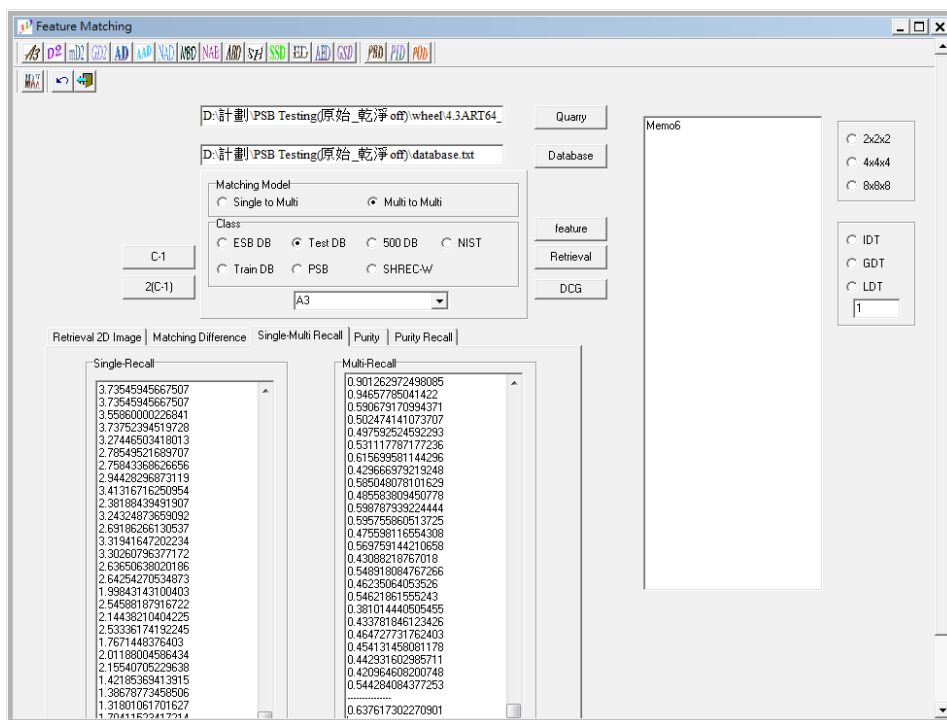 Feature Matching
A3 D2 mD2 GD2 AD AAD NBD NAB ABD SH SSD ED AED GSD PBD PID POD
D:\計劃\PSB Testing(原始_乾淨off)\wheel\4.3ART64_
Quarry
Memo6
D:\計劃\PSB Testing(原始_乾淨off)\database.txt
Database
2x2x2
4x4x4
8x8x8
Matching Model
Single to Multi
Multi to Multi
Class
ESB DB
Test DB
500 DB
NIST
Train DB
PSB
SHREC-W
A3
C-1
2(C-1)
feature
Retrieval
DCG
IDT
GDT
LDT
1
Retrieval 2D Image
Matching Difference
Single-Multi Recall
Purity
Purity Recall
Single-Recall
3.73545945667507
3.73545945667507
3.55860000226841
3.73752394519728
3.27446503418013
2.78549521689707
2.75843368626656
2.94428296873119
3.41316716250954
2.38188439491907
3.24324873659092
2.69186266130537
3.31941647202234
3.30260796377172
2.63650638020186
2.64254270534873
1.99843143100403
2.54588187916722
2.14438210404225
2.53336174192245
1.7671448376403
2.01188004586434
2.15540705229638
1.42185369413915
1.38678773458506
1.31801061701627
1.70411523417214
Multi-Recall
0.901262972498085
0.94657785041422
0.590679170994371
0.502474141073707
0.497592524592293
0.531117787177236
0.615699581144296
0.429666979219248
0.585048078101629
0.485583809450778
0.598787939224444
0.595755860513725
0.475598116554308
0.569759144210658
0.43088218767018
0.548918084767266
0.46235064053526
0.54621861555243
0.381014440505455
0.433781846123426
0.464727731762403
0.454131458081178
0.442931602985711
0.420964608200748
0.544284084377253
---------------
0.637617302270901